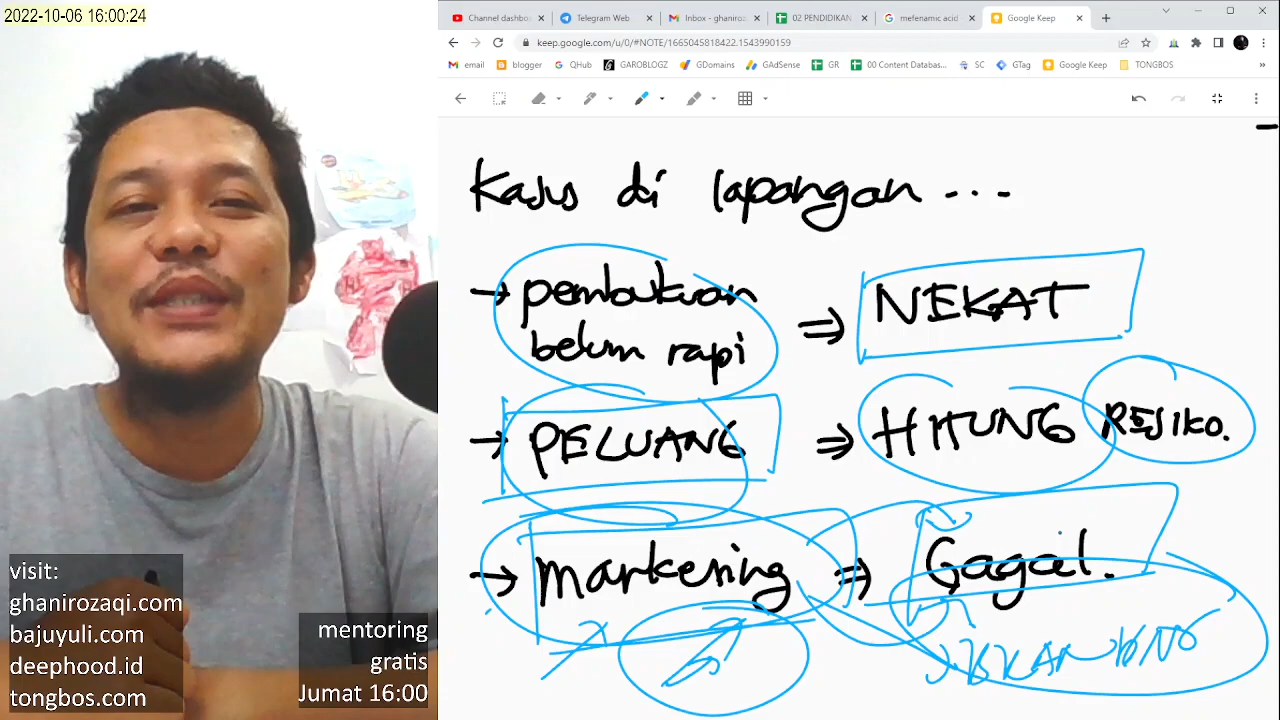 2022-10-06 16:00:24
Channel dashbo
Telegram Web
Inbox - ghaniroz
02 PENDIDIKAN
mefenamic acid
Google Keep
keep.google.com/u/0/#NOTE/1665045818422.1543990159
email
blogger
QHub
GAROBLOGZ
GDomains
GAdSense
GR
00 Content Databas...
SC
GTag
Google Keep
TONGBOS
»
Kasus di lapangan ...
→ pembukuan belum rapi ⇒ NEKAT
→ PELUANG ⇒ HITUNG RESIKO.
→ markering ⇒ Gagal.
visit:
ghanirozaqi.com
bajuyuli.com
deephood.id
tongbos.com
mentoring
gratis
Jumat 16:00